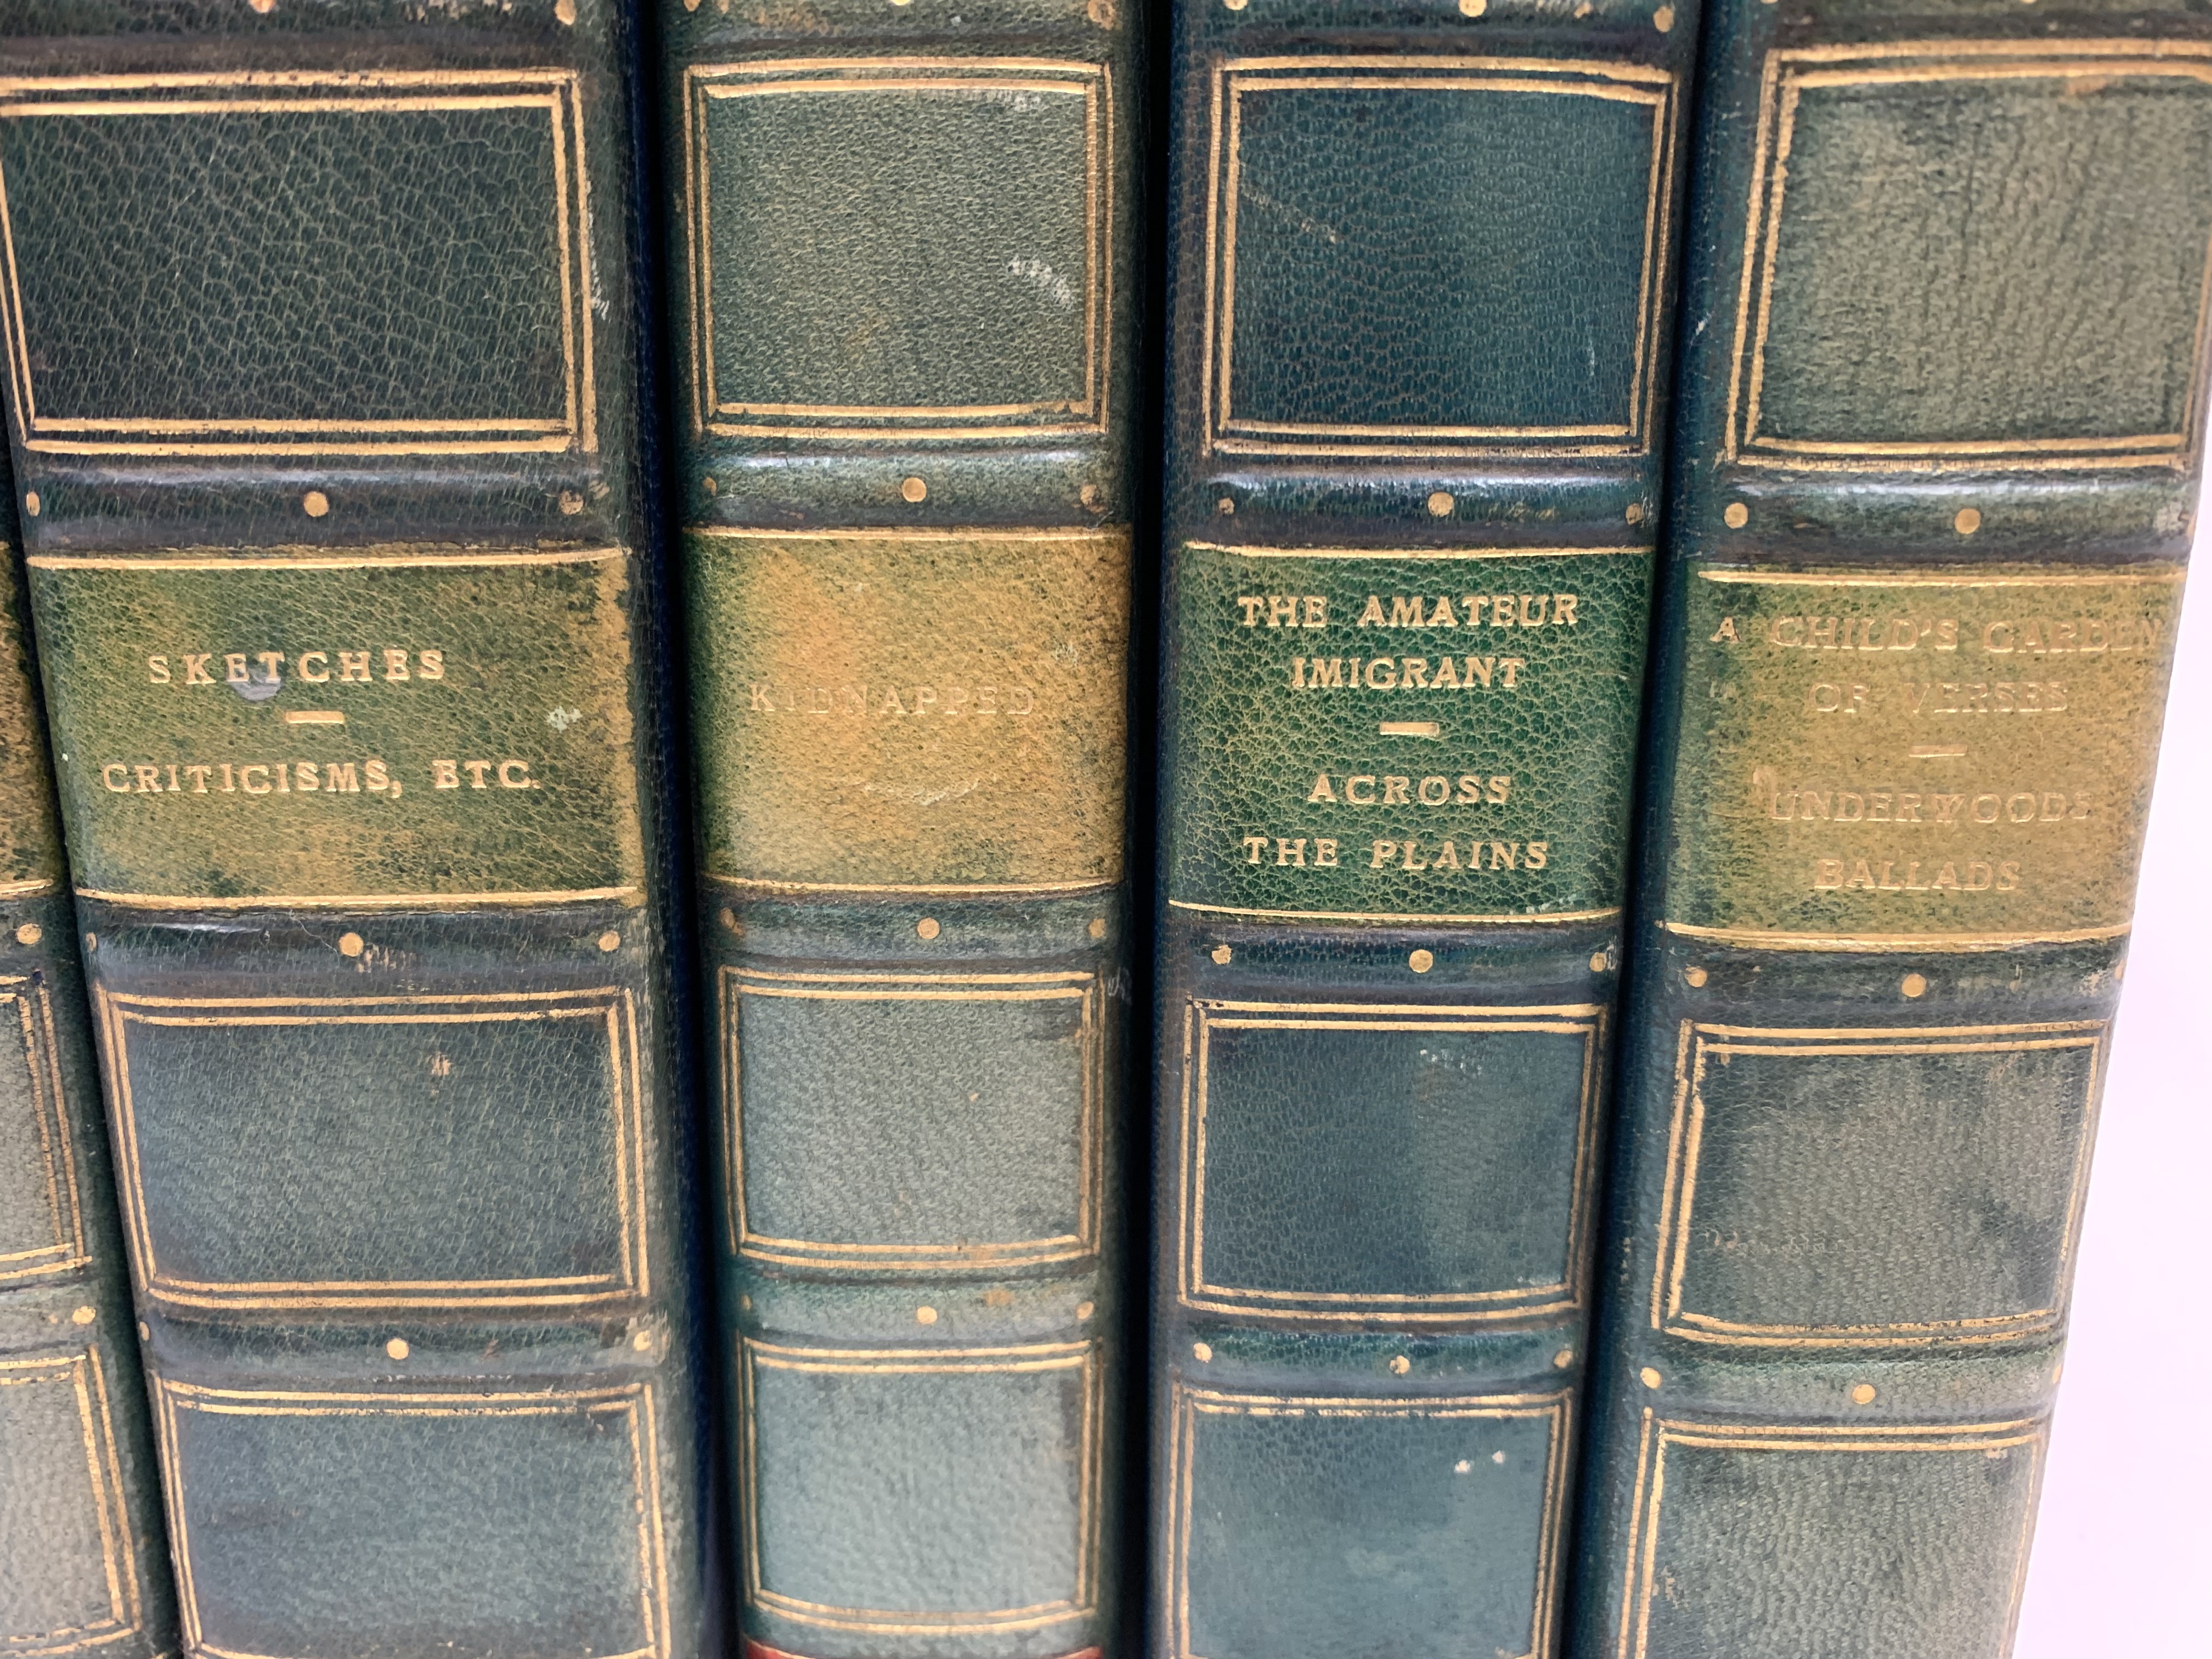 SKETCHES
CRITICISMS, ETC.
KIDNAPPED
THE AMATEUR
IMIGRANT
ACROSS
THE PLAINS
A CHILD'S GARDEN
OF VERSES
UNDERWOODS
BALLADS